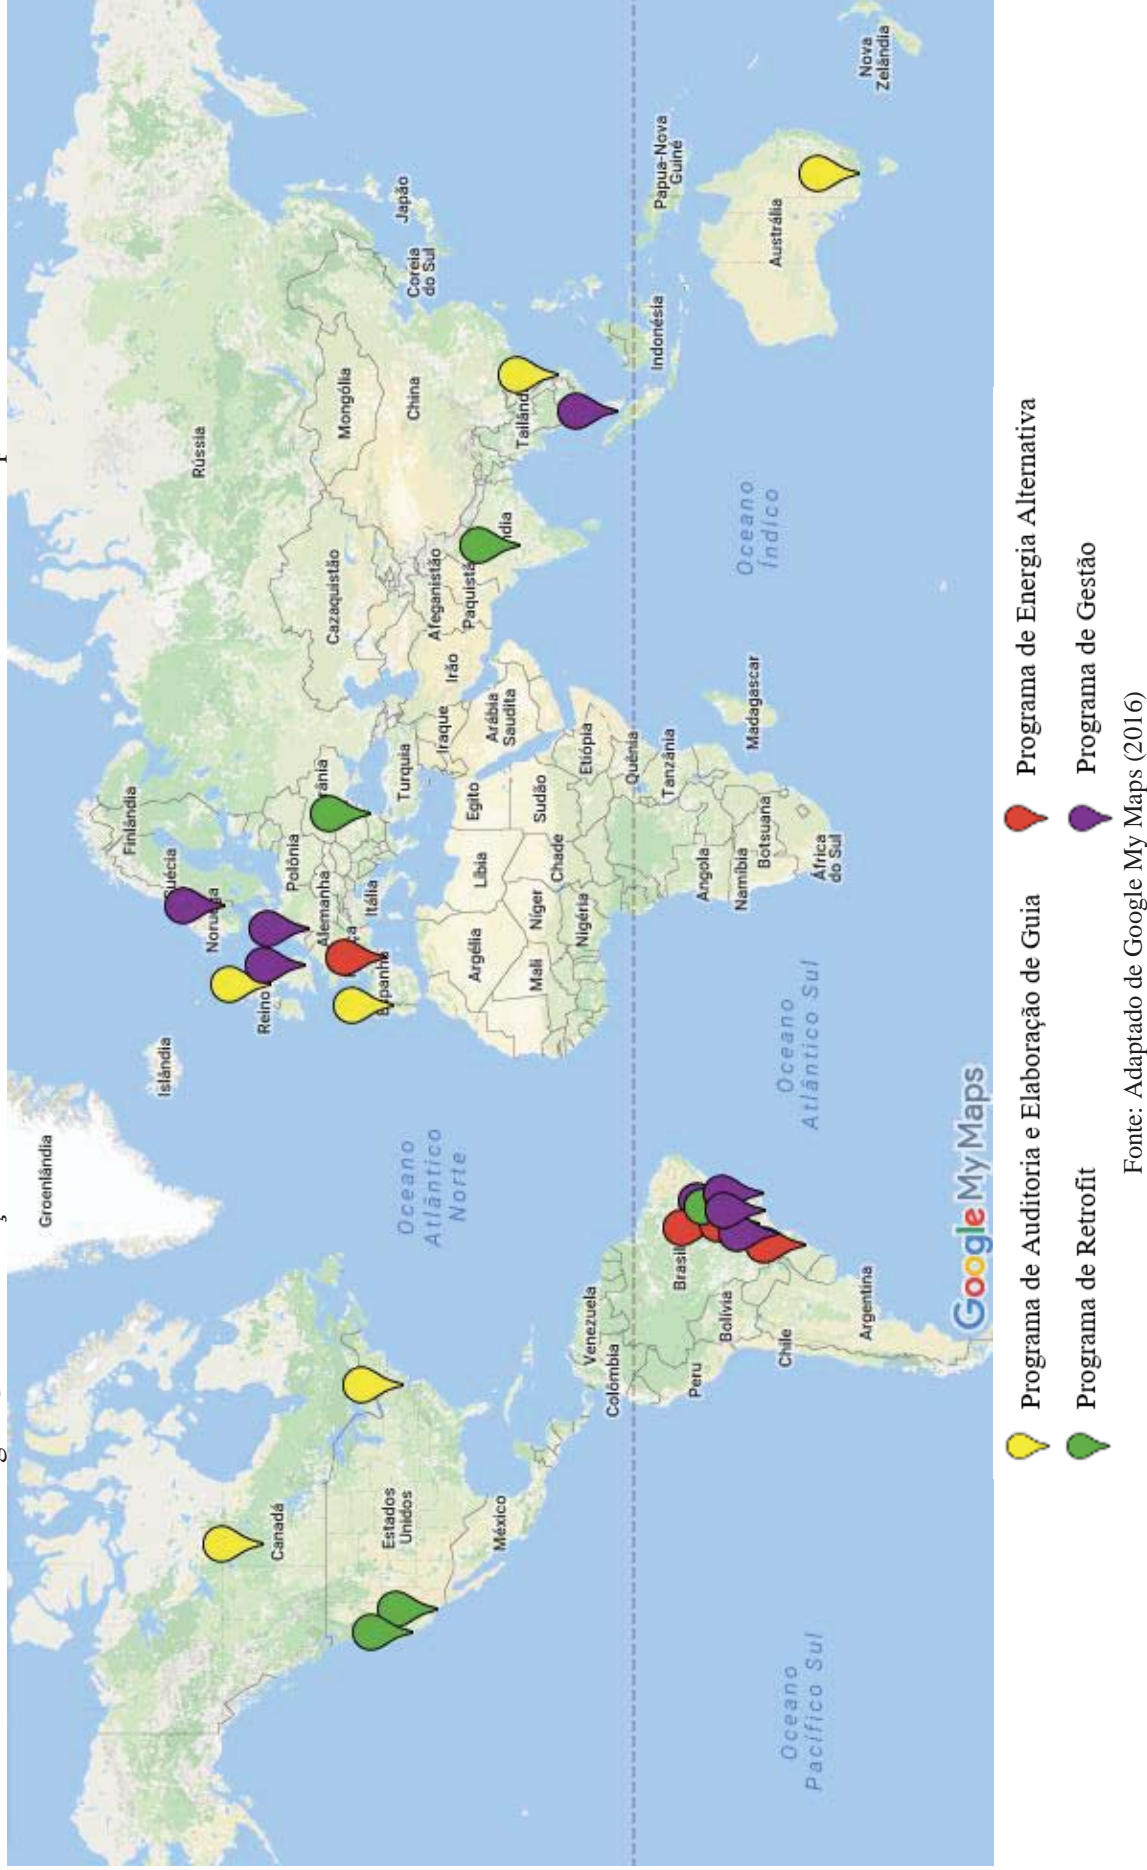 Groenlândia
Islândia
Finlândia
Suécia
Noruega
Rússia
Canadá
Reino
Polônia
Alemanha
Itália
Espanha
Cazaquistão
Mongólia
China
Coreia
do Sul
Japão
Estados
Unidos
México
Oceano
Atlântico
Norte
Turquia
Iraque
Irão
Afeganistão
Paquistão
Arábia
Saudita
Argélia
Líbia
Egito
Mali
Níger
Chade
Sudão
Nigéria
Etiópia
Quênia
Tanzânia
Angola
Namíbia
Botsuana
África
do Sul
Madagascar
Tailând
Indonésia
Papua-Nova
Guiné
Austrália
Nova
Zelândia
Oceano
Índico
Venezuela
Colômbia
Peru
Brasil
Bolívia
Chile
Argentina
Oceano
Pacífico Sul
Oceano
Atlântico Sul
Google My Maps
Programa de Auditoria e Elaboração de Guia
Programa de Energia Alternativa
Programa de Retrofit
Programa de Gestão
Fonte: Adaptado de Google My Maps (2016)